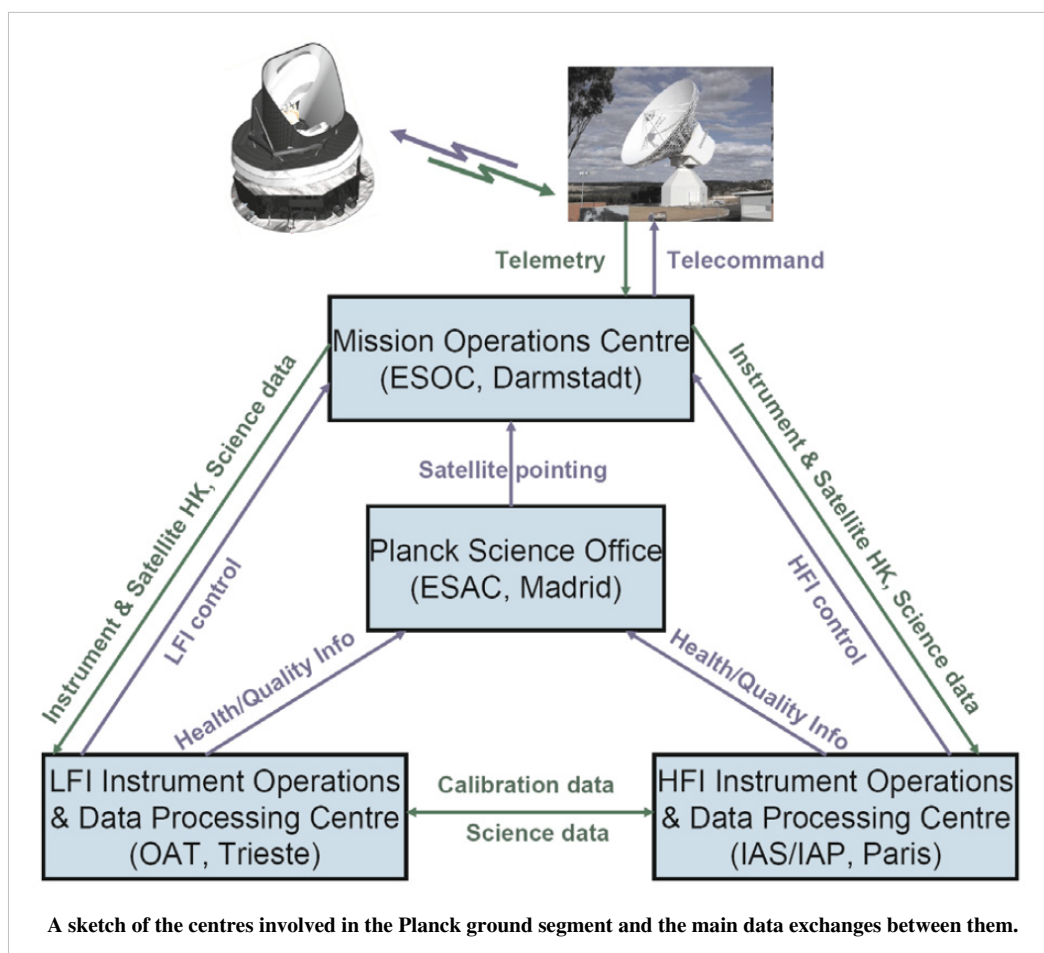 Telemetry
Telecommand
Mission Operations Centre
(ESOC, Darmstadt)
Instrument & Satellite HK, Science data
LFI control
Satellite pointing
HFI control
Instrument & Satellite HK, Science data
Planck Science Office
(ESAC, Madrid)
Health/Quality Info
Health/Quality Info
LFI Instrument Operations
& Data Processing Centre
(OAT, Trieste)
Calibration data
Science data
HFI Instrument Operations
& Data Processing Centre
(IAS/IAP, Paris)
A sketch of the centres involved in the Planck ground segment and the main data exchanges between them.